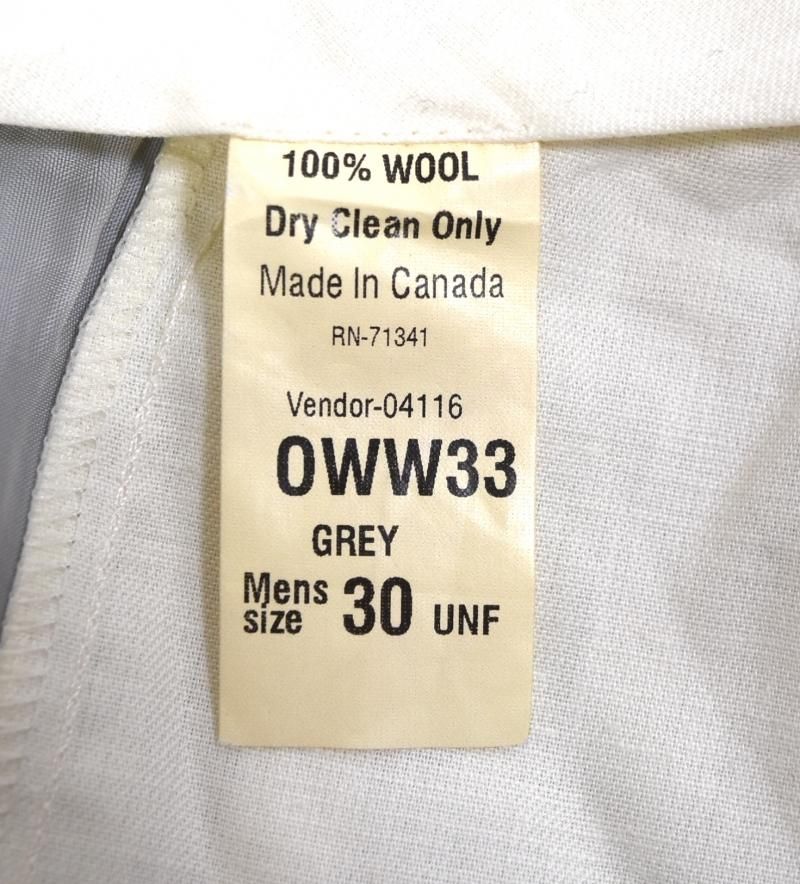 100% WOOL
Dry Clean Only
Made In Canada
RN-71341
Vendor-04116
OWW33
GREY
Mens size 30 UNF